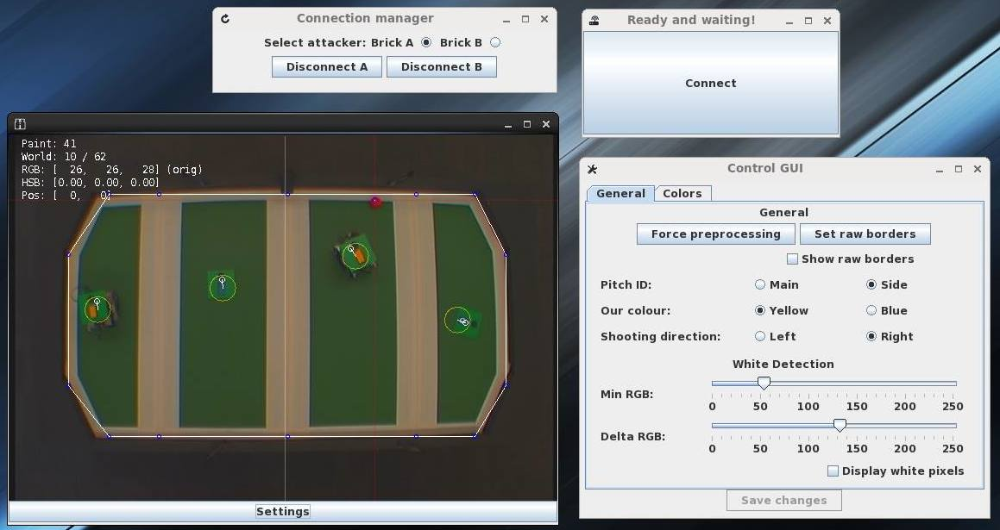 Connection manager
Select attacker: Brick A Brick B
Disconnect A Disconnect B
Ready and waiting!
Connect
Paint: 41
World: 10 / 62
RGB: [ 26, 26, 28] (orig)
HSB: [0.00, 0.00, 0.00]
Pos: [ 0, 0]
Settings
Control GUI
General Colors
General
Force preprocessing Set raw borders
Show raw borders
Pitch ID: Main Side
Our colour: Yellow Blue
Shooting direction: Left Right
White Detection
Min RGB:
0 50 100 150 200 250
Delta RGB:
0 50 100 150 200 250
Display white pixels
Save changes